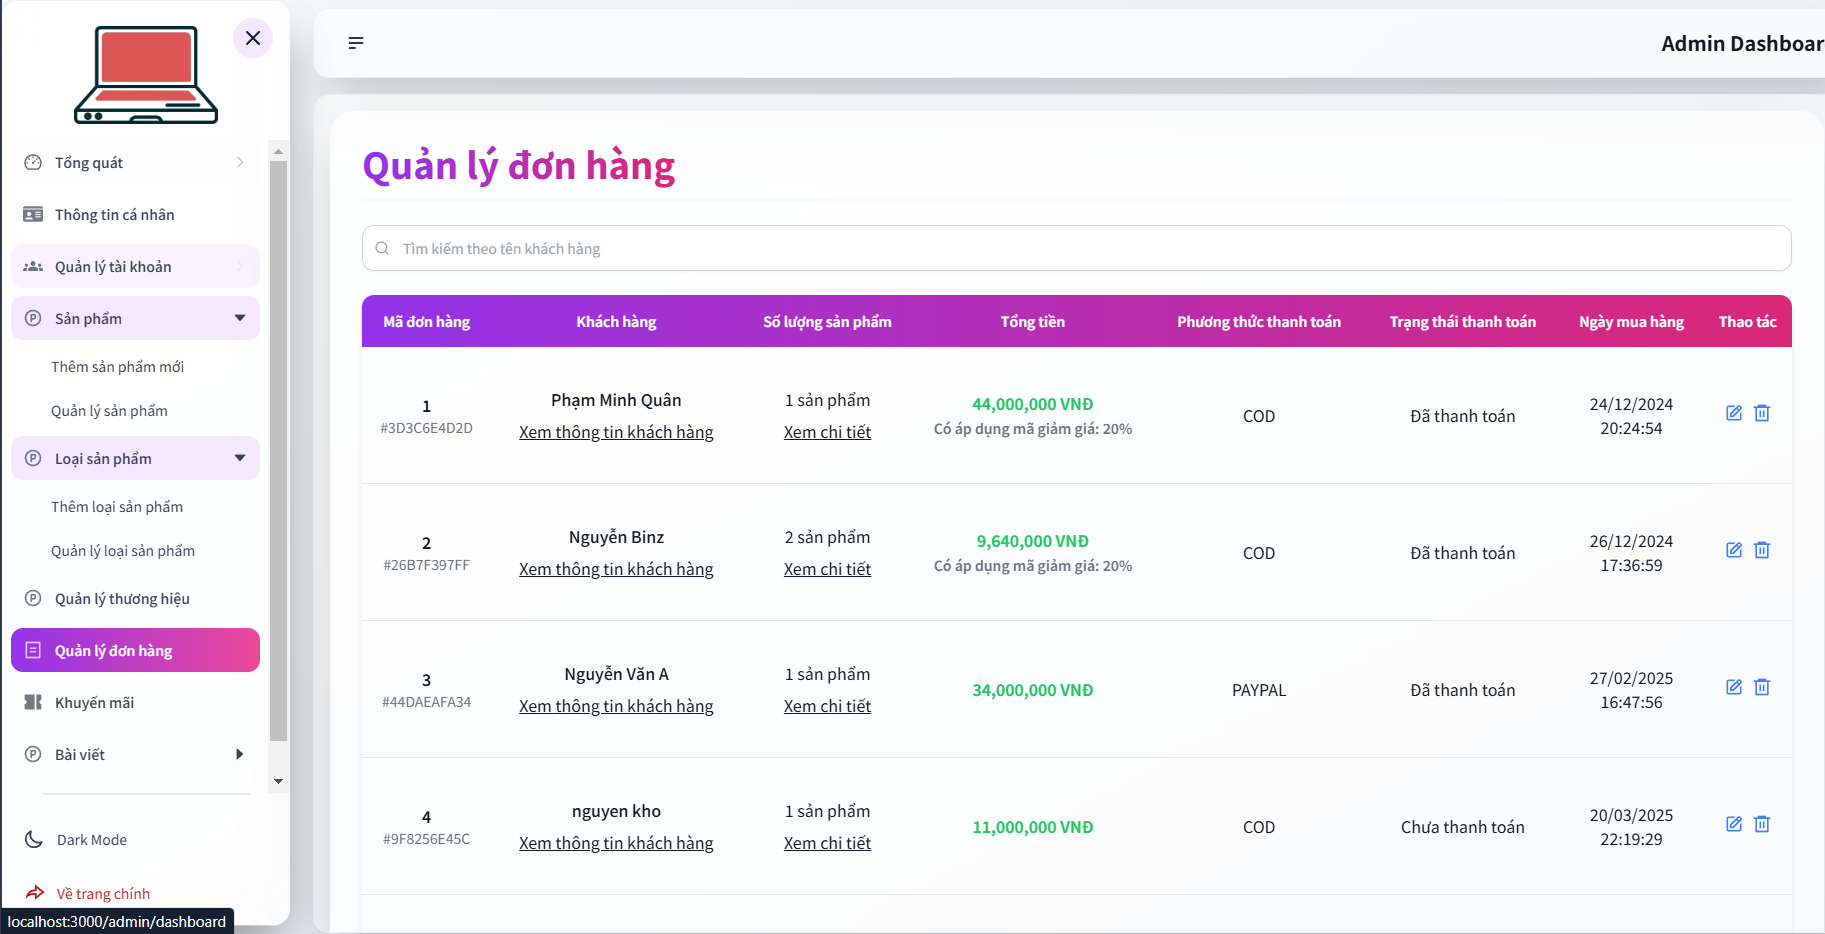 Admin Dashboar
Tổng quát
Thông tin cá nhân
Quản lý tài khoản
Sản phẩm
Thêm sản phẩm mới
Quản lý sản phẩm
Loại sản phẩm
Thêm loại sản phẩm
Quản lý loại sản phẩm
Quản lý thương hiệu
Quản lý đơn hàng
Khuyến mãi
Bài viết
Dark Mode
Về trang chính
localhost:3000/admin/dashboard
Quản lý đơn hàng
Tìm kiếm theo tên khách hàng
Mã đơn hàng Khách hàng Số lượng sản phẩm Tổng tiền Phương thức thanh toán Trạng thái thanh toán Ngày mua hàng Thao tác
1
#3D3C6E4D2D
Phạm Minh Quân
Xem thông tin khách hàng
1 sản phẩm
Xem chi tiết
44,000,000 VNĐ
Có áp dụng mã giảm giá: 20%
COD
Đã thanh toán
24/12/2024
20:24:54
2
#26B7F397FF
Nguyễn Binz
Xem thông tin khách hàng
2 sản phẩm
Xem chi tiết
9,640,000 VNĐ
Có áp dụng mã giảm giá: 20%
COD
Đã thanh toán
26/12/2024
17:36:59
3
#44DAEAFA34
Nguyễn Văn A
Xem thông tin khách hàng
1 sản phẩm
Xem chi tiết
34,000,000 VNĐ
PAYPAL
Đã thanh toán
27/02/2025
16:47:56
4
#9F8256E45C
nguyen kho
Xem thông tin khách hàng
1 sản phẩm
Xem chi tiết
11,000,000 VNĐ
COD
Chưa thanh toán
20/03/2025
22:19:29